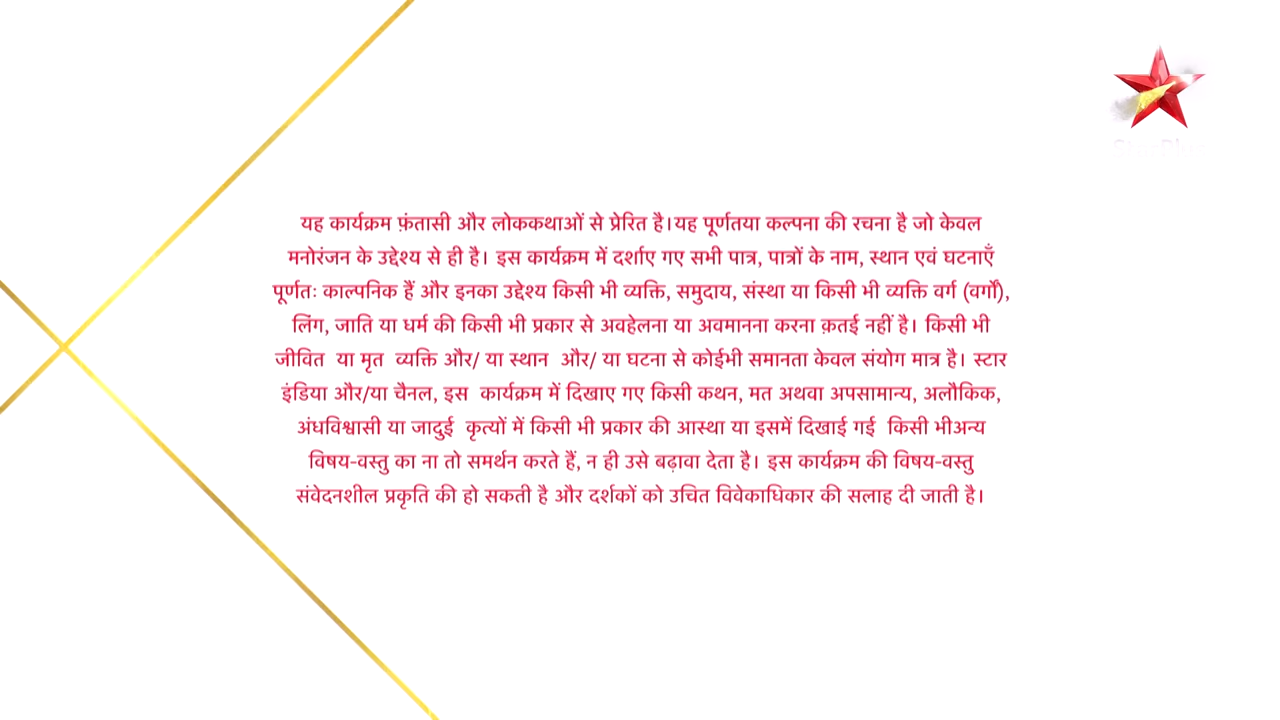 यह कार्यक्रम फ़ंतासी और लोककथाओं से प्रेरित है।यह पूर्णतया कल्पना की रचना है जो केवल
मनोरंजन के उद्देश्य से ही है। इस कार्यक्रम में दर्शाए गए सभी पात्र, पात्रों के नाम, स्थान एवं घटनाएँ
पूर्णतः काल्पनिक हैं और इनका उद्देश्य किसी भी व्यक्ति, समुदाय, संस्था या किसी भी व्यक्ति वर्ग (वर्गों),
लिंग, जाति या धर्म की किसी भी प्रकार से अवहेलना या अवमानना करना क़तई नहीं है। किसी भी
जीवित  या मृत  व्यक्ति और/ या स्थान  और/ या घटना से कोईभी समानता केवल संयोग मात्र है। स्टार
इंडिया और/या चैनल, इस  कार्यक्रम में दिखाए गए किसी कथन, मत अथवा अपसामान्य, अलौकिक,
अंधविश्वासी या जादुई  कृत्यों में किसी भी प्रकार की आस्था या इसमें दिखाई गई  किसी भीअन्य
विषय-वस्तु का ना तो समर्थन करते हैं, न ही उसे बढ़ावा देता है। इस कार्यक्रम की विषय-वस्तु
संवेदनशील प्रकृति की हो सकती है और दर्शकों को उचित विवेकाधिकार की सलाह दी जाती है।